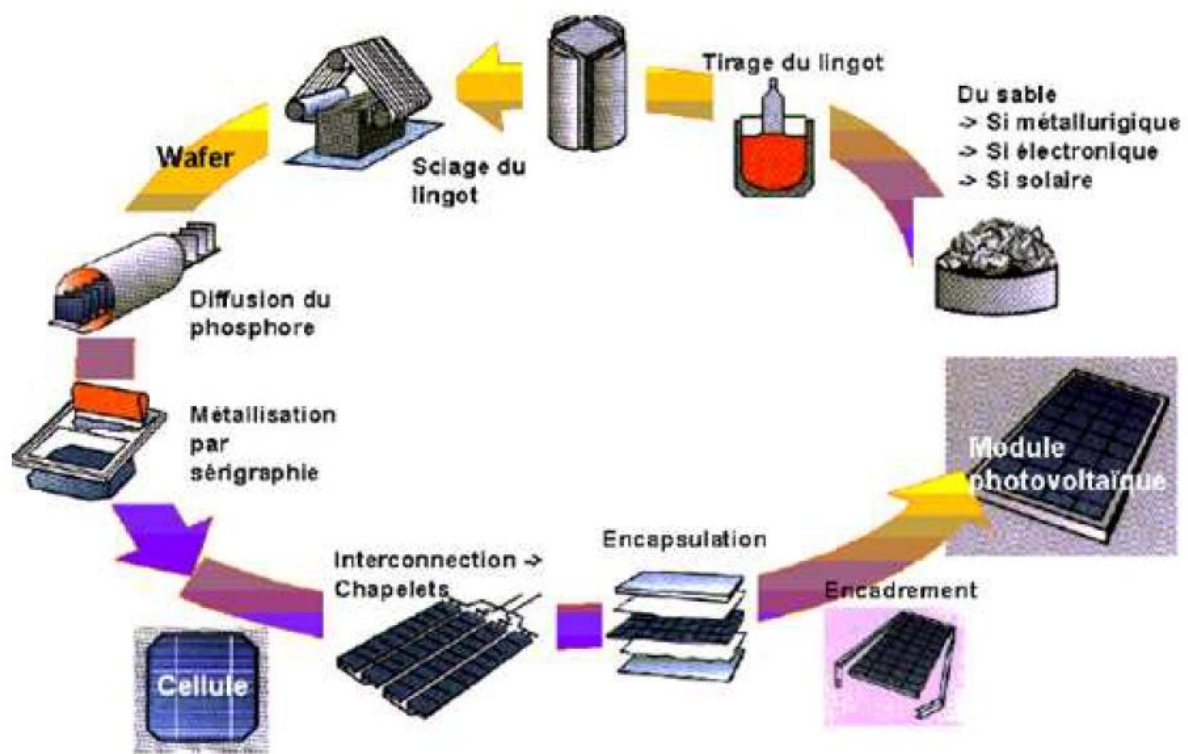 Du sable
-> Si métallurigique
-> Si électronique
-> Si solaire
Tirage du lingot
Sciage du
lingot
Wafer
Diffusion du
phosphore
Métallisation
par
sérigraphie
Cellule
Interconnection ->
Chapelets
Encapsulation
Encadrement
Module
photovoltaïque